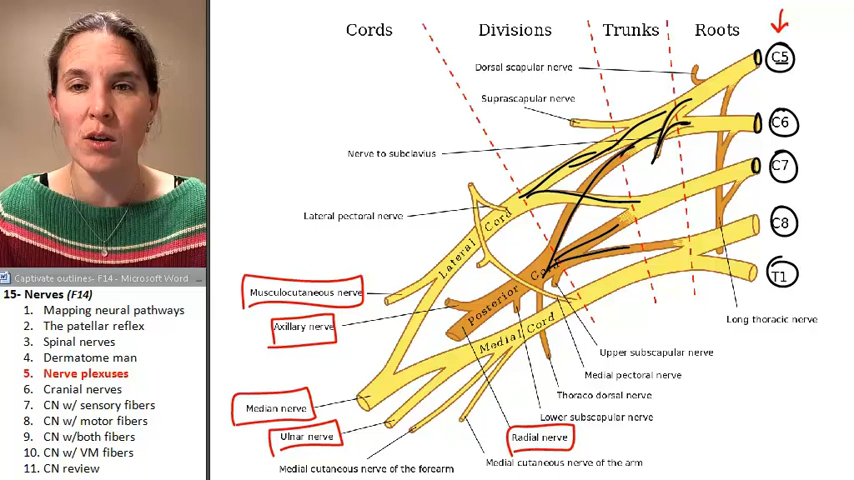 Cords
Divisions
Trunks
Roots
C5
Dorsal scapular nerve
Suprascapular nerve
C6
Nerve to subclavius
C7
Lateral pectoral nerve
Lateral Cord
C8
Posterior Cord
T1
Musculocutaneous nerve
Axillary nerve
Medial Cord
Long thoracic nerve
Upper subscapular nerve
Medial pectoral nerve
Thoraco dorsal nerve
Median nerve
Lower subscapular nerve
Ulnar nerve
Radial nerve
Medial cutaneous nerve of the forearm
Medial cutaneous nerve of the arm
Captivate outlines- F14 - Microsoft Word
15- Nerves (F14)
1. Mapping neural pathways
2. The patellar reflex
3. Spinal nerves
4. Dermatome man
5. Nerve plexuses
6. Cranial nerves
7. CN w/ sensory fibers
8. CN w/ motor fibers
9. CN w/both fibers
10. CN w/ VM fibers
11. CN review